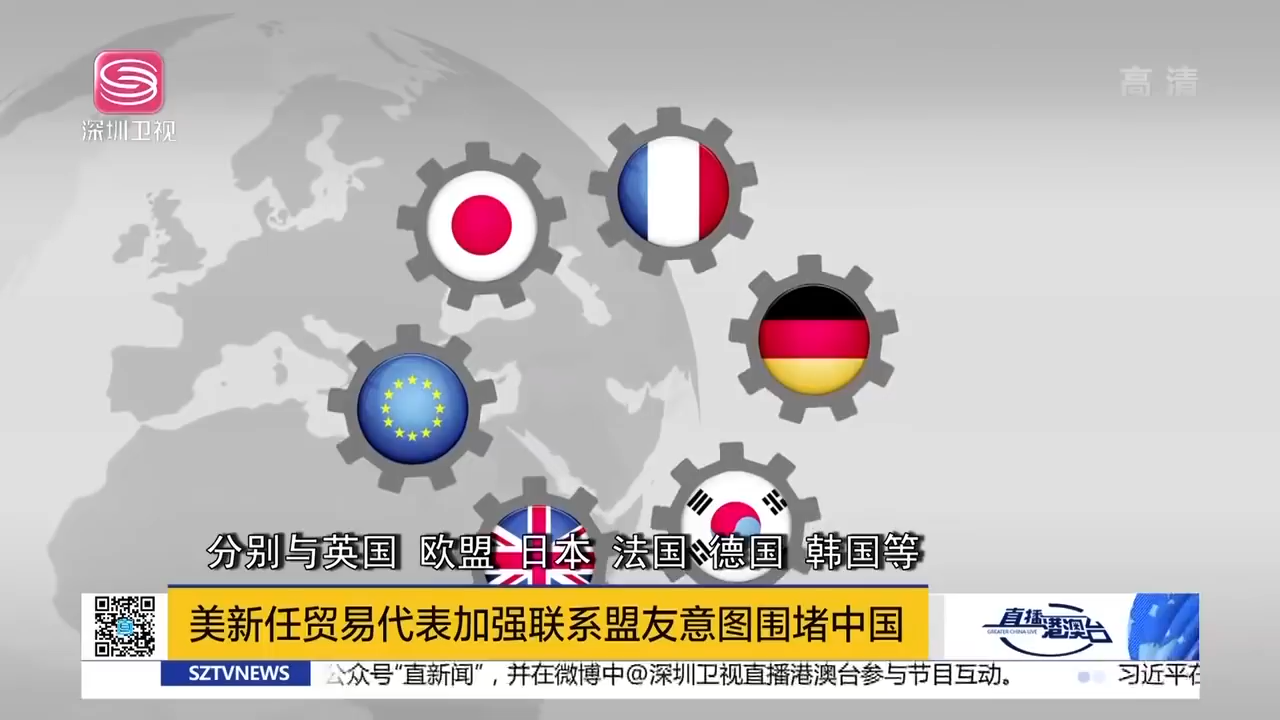 深圳卫视
高清
分别与英国 欧盟 日本 法国 德国 韩国等
美新任贸易代表加强联系盟友意图围堵中国
直播港澳台
GREATER CHINA LIVE
SZTVNEWS
公众号“直新闻”，并在微博中@深圳卫视直播港澳台参与节目互动。
习近平在